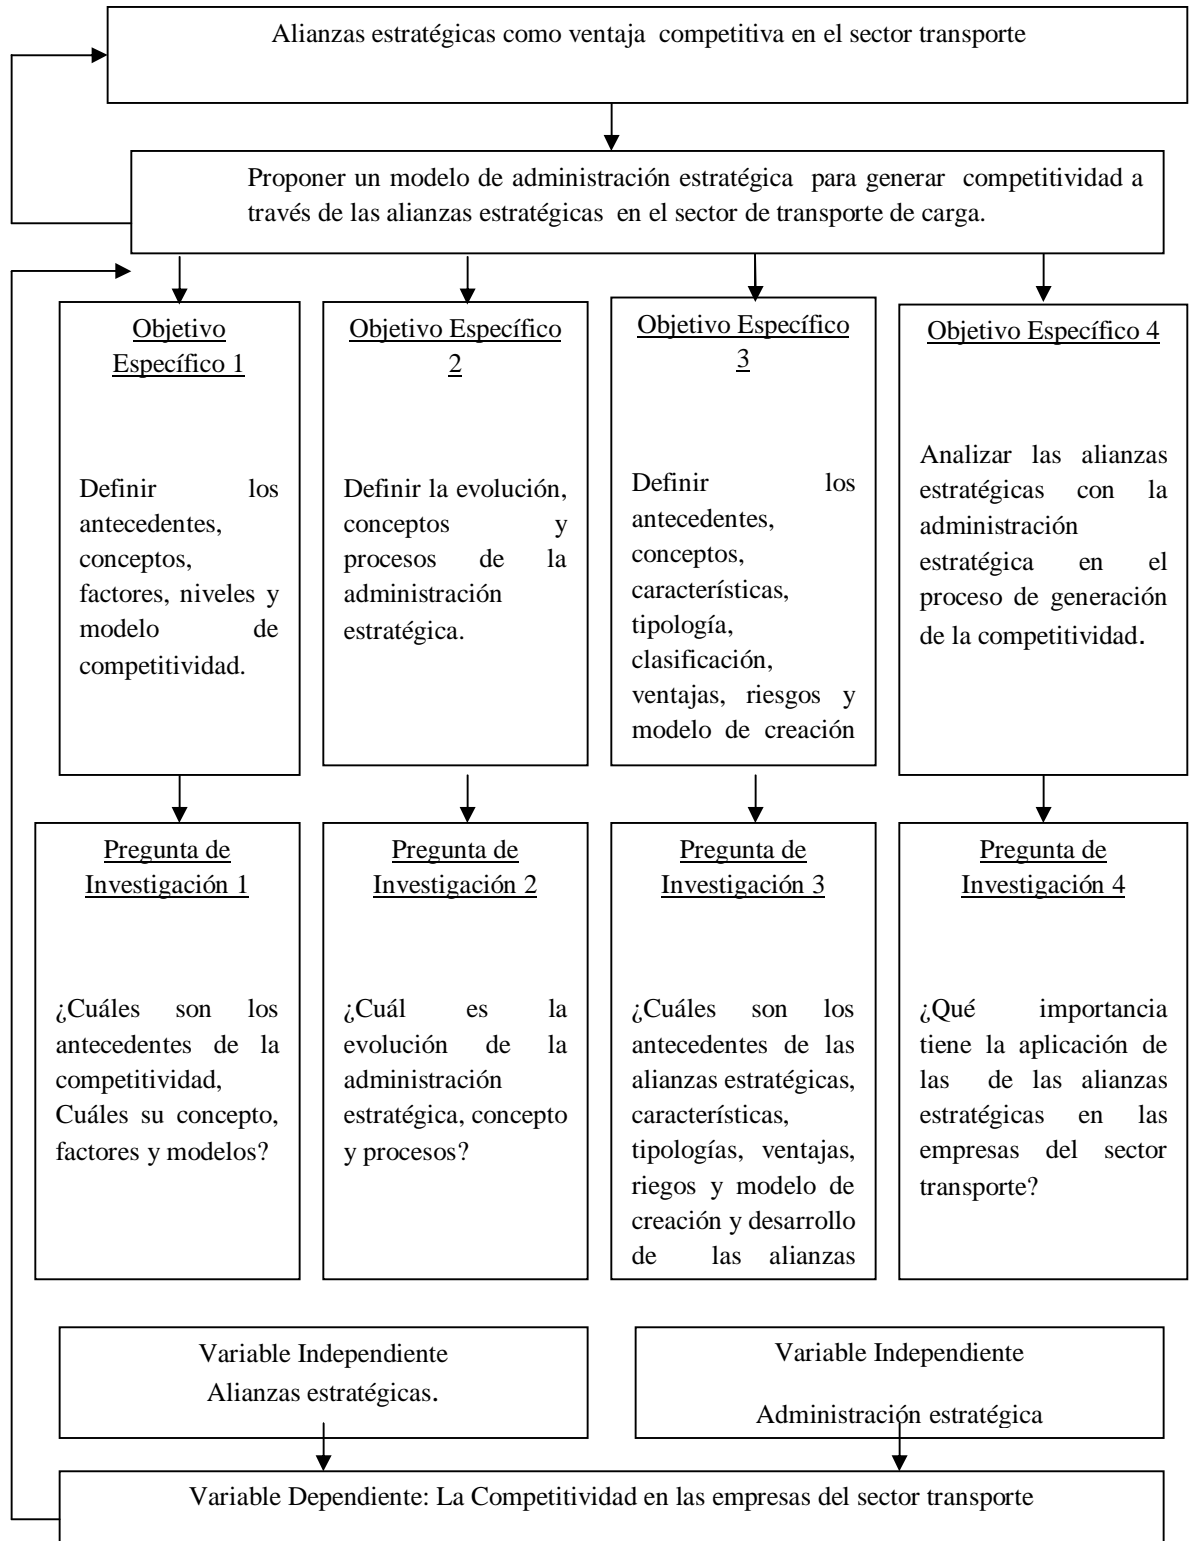 Alianzas estratégicas como ventaja competitiva en el sector transporte
Proponer un modelo de administración estratégica para generar competitividad a
través de las alianzas estratégicas en el sector de transporte de carga.
Objetivo
Específico 1
Definir los
antecedentes,
conceptos,
factores, niveles y
modelo de
competitividad.
Objetivo Específico
2
Definir la evolución,
conceptos y
procesos de la
administración
estratégica.
Objetivo Específico
3
Definir los
antecedentes,
conceptos,
características,
tipología,
clasificación,
ventajas, riesgos y
modelo de creación
Objetivo Específico 4
Analizar las alianzas
estratégicas con la
administración
estratégica en el
proceso de generación
de la competitividad.
Pregunta de
Investigación 1
¿Cuáles son los
antecedentes de la
competitividad,
Cuáles su concepto,
factores y modelos?
Pregunta de
Investigación 2
¿Cuál es la
evolución de la
administración
estratégica, concepto
y procesos?
Pregunta de
Investigación 3
¿Cuáles son los
antecedentes de las
alianzas estratégicas,
características,
tipologías, ventajas,
riegos y modelo de
creación y desarrollo
de las alianzas
Pregunta de
Investigación 4
¿Qué importancia
tiene la aplicación de
las de las alianzas
estratégicas en las
empresas del sector
transporte?
Variable Independiente
Alianzas estratégicas.
Variable Independiente
Administración estratégica
Variable Dependiente: La Competitividad en las empresas del sector transporte